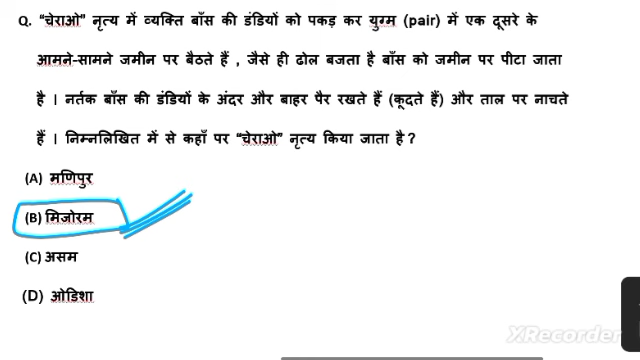 Q. "चेराओ" नृत्य में व्यक्ति बाँस की डंडियों को पकड़ कर युग्म (pair) में एक दूसरे के
आमने-सामने जमीन पर बैठते हैं , जैसे ही ढोल बजता है बाँस को जमीन पर पीटा जाता
है । नर्तक बाँस की डंडियों के अंदर और बाहर पैर रखते हैं (कूदते हैं) और ताल पर नाचते
हैं । निम्नलिखित में से कहाँ पर "चेराओ" नृत्य किया जाता है ?
(A) मणिपुर
(B) मिजोरम
(C) असम
(D) ओडिशा
XRecorder